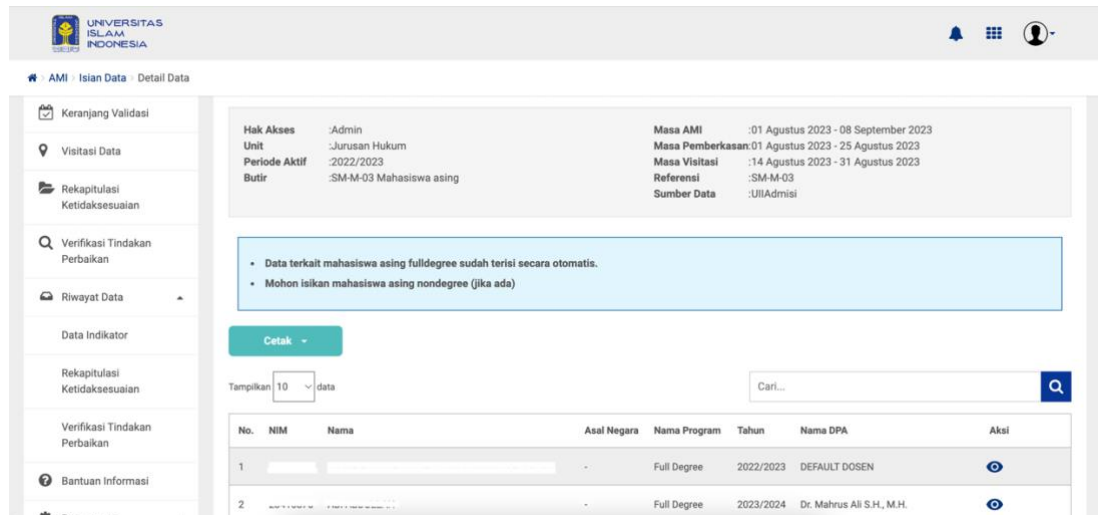 UNIVERSITAS
ISLAM
INDONESIA
AMI Isian Data Detail Data
Keranjang Validasi
Visitasi Data
Rekapitulasi
Ketidaksesuaian
Verifikasi Tindakan
Perbaikan
Riwayat Data
Data Indikator
Rekapitulasi
Ketidaksesuaian
Verifikasi Tindakan
Perbaikan
Bantuan Informasi
Hak Akses :Admin
Unit :Jurusan Hukum
Periode Aktif :2022/2023
Butir :SM-M-03 Mahasiswa asing
Masa AMI :01 Agustus 2023 - 08 September 2023
Masa Pemberkasan:01 Agustus 2023 - 25 Agustus 2023
Masa Visitasi :14 Agustus 2023 - 31 Agustus 2023
Referensi :SM-M-03
Sumber Data :UIIAdmisi
• Data terkait mahasiswa asing fulldegree sudah terisi secara otomatis.
• Mohon isikan mahasiswa asing nondegree (jika ada)
Cetak
Tampilkan 10 data
Cari...
No. NIM Nama Asal Negara Nama Program Tahun Nama DPA Aksi
1 - Full Degree 2022/2023 DEFAULT DOSEN
2 - Full Degree 2023/2024 Dr. Mahrus Ali S.H., M.H.